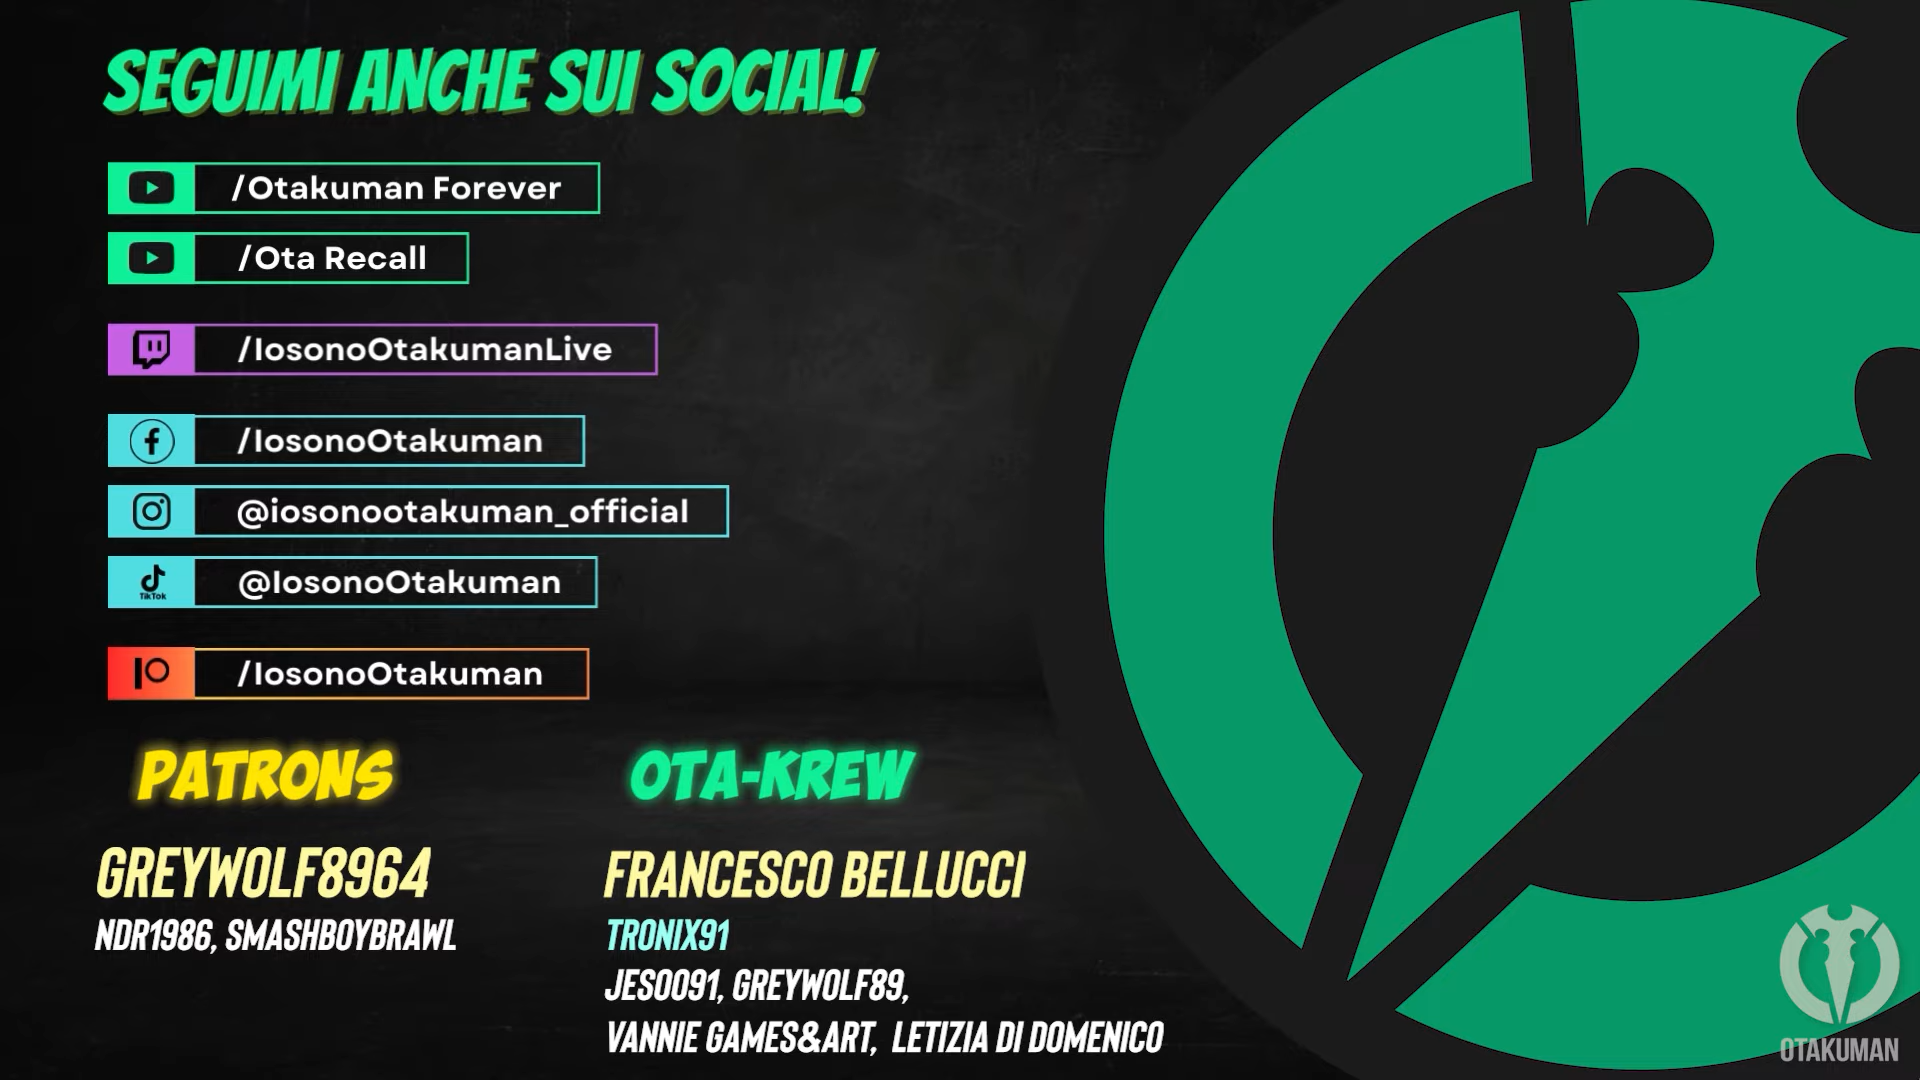 SEGUIMI ANCHE SUI SOCIAL!
/Otakuman Forever
/Ota Recall
/IosonoOtakumanLive
/IosonoOtakuman
@iosonootakuman_official
TikTok
@IosonoOtakuman
/IosonoOtakuman
PATRONS
GREYWOLF8964
NDR1986, SMASHBOYBRAWL
OTA-KREW
FRANCESCO BELLUCCI
TRONIX91
JESO091, GREYWOLF89,
VANNIE GAMES&ART, LETIZIA DI DOMENICO
OTAKUMAN